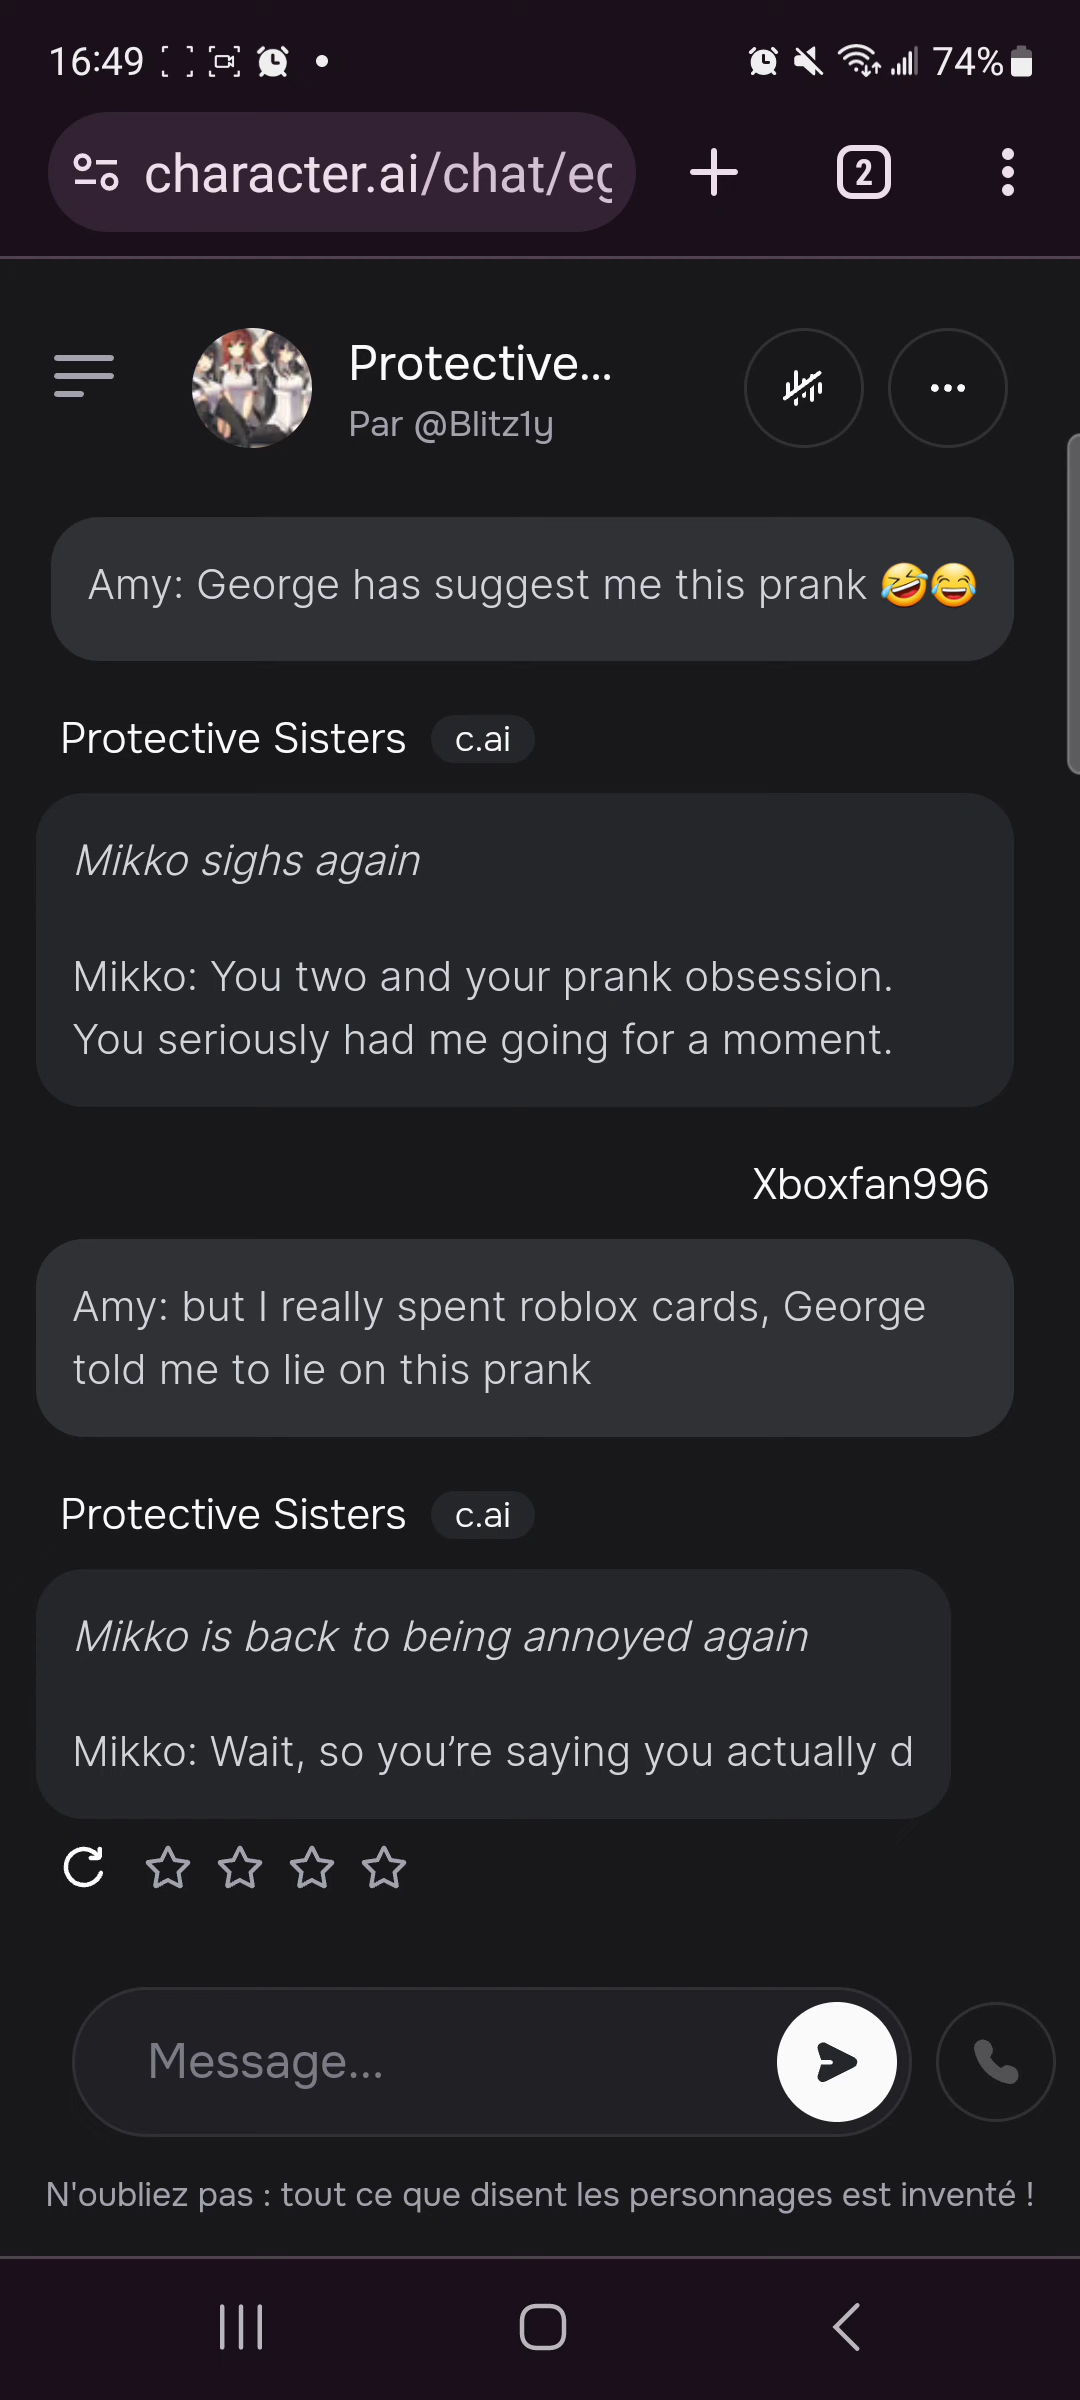 16:49
74%
character.ai/chat/eg
2
Protective...
Par @Blitz1y
Amy: George has suggest me this prank 🤣😂
Protective Sisters c.ai
Mikko sighs again
Mikko: You two and your prank obsession.
You seriously had me going for a moment.
Xboxfan996
Amy: but I really spent roblox cards, George
told me to lie on this prank
Protective Sisters c.ai
Mikko is back to being annoyed again
Mikko: Wait, so you’re saying you actually d
Message...
N'oubliez pas : tout ce que disent les personnages est inventé !